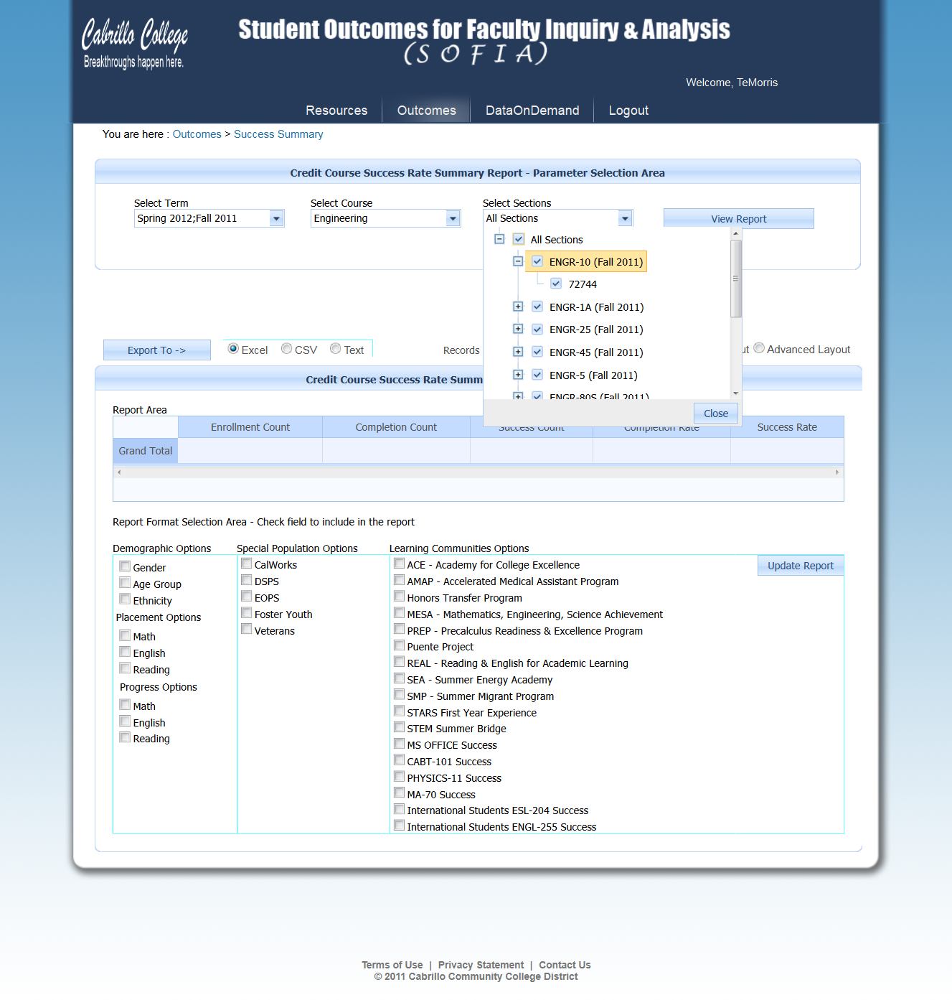 Cabrillo College
Breakthroughs happen here.
Student Outcomes for Faculty Inquiry & Analysis
(SOFIA)
Welcome, TeMorris
Resources
Outcomes
DataOnDemand
Logout
You are here : Outcomes > Success Summary
Credit Course Success Rate Summary Report - Parameter Selection Area
Select Term
Select Course
Select Sections
Spring 2012;Fall 2011
Engineering
All Sections
View Report
All Sections
ENGR-10 (Fall 2011)
72744
ENGR-1A (Fall 2011)
ENGR-25 (Fall 2011)
ENGR-45 (Fall 2011)
ENGR-5 (Fall 2011)
ENGR-80S (Fall 2011)
Close
Export To ->
Excel
CSV
Text
Records
ut
Advanced Layout
Credit Course Success Rate Summ
Report Area
Enrollment Count
Completion Count
Success Count
Completion Rate
Success Rate
Grand Total
Report Format Selection Area - Check field to include in the report
Demographic Options
Gender
Age Group
Ethnicity
Placement Options
Math
English
Reading
Progress Options
Math
English
Reading
Special Population Options
CalWorks
DSPS
EOPS
Foster Youth
Veterans
Learning Communities Options
ACE - Academy for College Excellence
AMAP - Accelerated Medical Assistant Program
Honors Transfer Program
MESA - Mathematics, Engineering, Science Achievement
PREP - Precalculus Readiness & Excellence Program
Puente Project
REAL - Reading & English for Academic Learning
SEA - Summer Energy Academy
SMP - Summer Migrant Program
STARS First Year Experience
STEM Summer Bridge
MS OFFICE Success
CABT-101 Success
PHYSICS-11 Success
MA-70 Success
International Students ESL-204 Success
International Students ENGL-255 Success
Update Report
Terms of Use | Privacy Statement | Contact Us
© 2011 Cabrillo Community College District